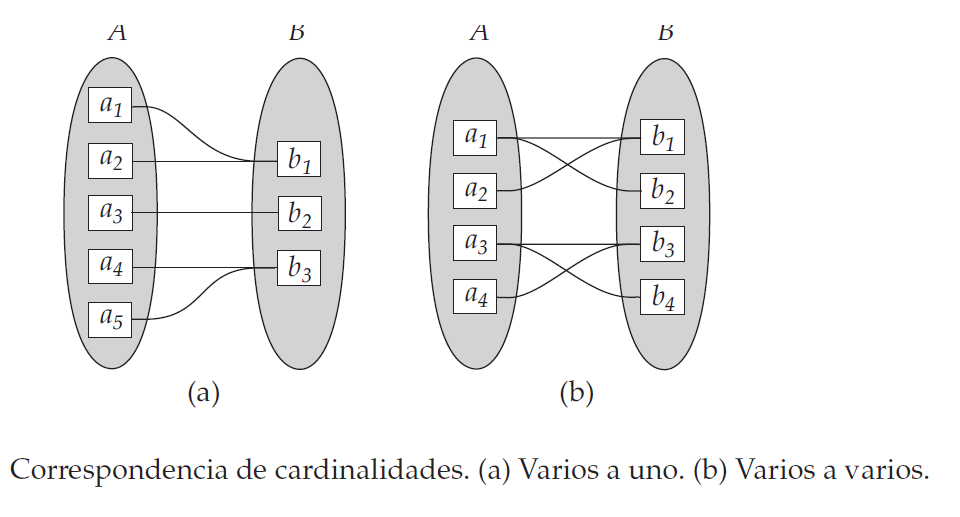 A B A B
a1
a2
a3
a4
a5
b1
b2
b3
a1
a2
a3
a4
b1
b2
b3
b4
(a) (b)
Correspondencia de cardinalidades. (a) Varios a uno. (b) Varios a varios.